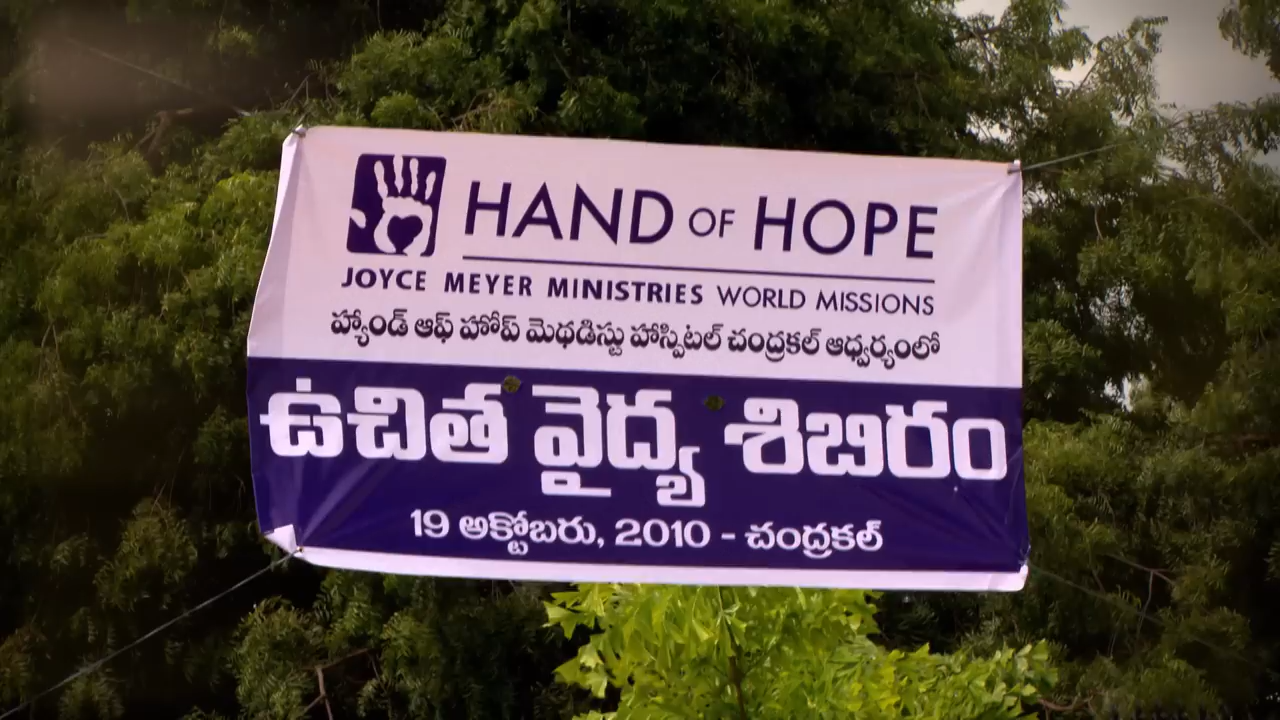 HAND OF HOPE
JOYCE MEYER MINISTRIES WORLD MISSIONS
హ్యాండ్ ఆఫ్ హోప్ మెథడిస్టు హాస్పిటల్ చంద్రకల్ ఆధ్వర్యంలో
ఉచిత వైద్య శిబిరం
19 అక్టోబరు, 2010 - చంద్రకల్